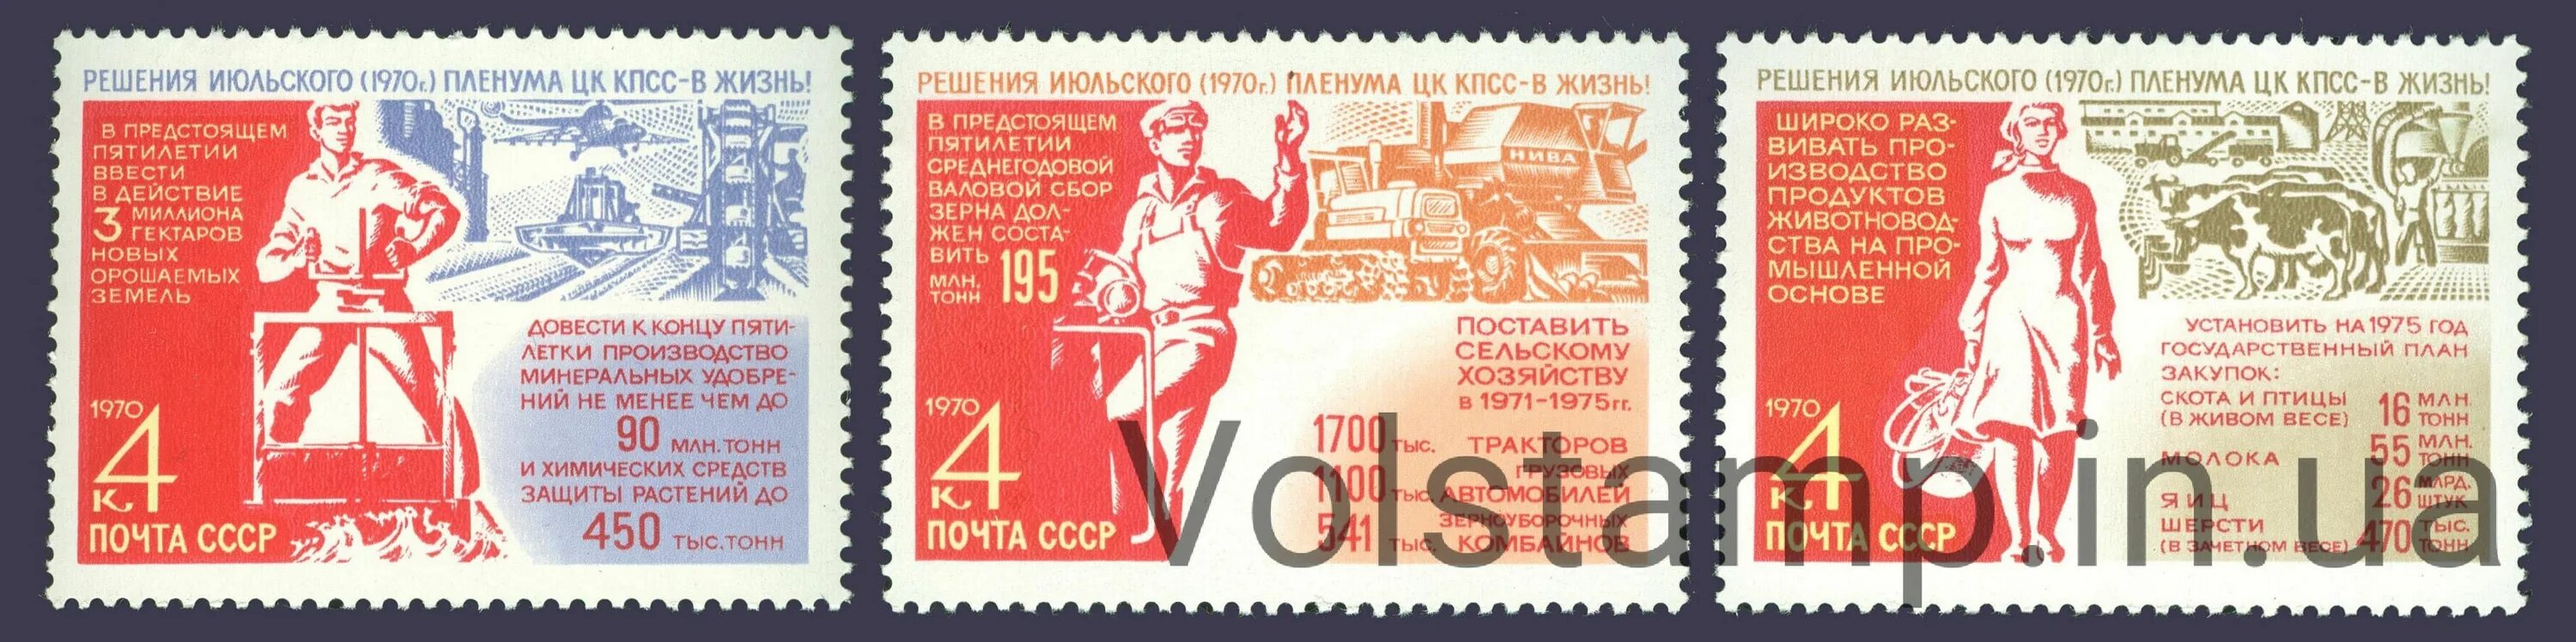 РЕШЕНИЯ ИЮЛЬСКОГО (1970г.) ПЛЕНУМА ЦК КПСС-В ЖИЗНЬ!
В ПРЕДСТОЯЩЕМ
ПЯТИЛЕТИИ
ВВЕСТИ
В ДЕЙСТВИЕ
3 МИЛЛИОНА
ГЕКТАРОВ
НОВЫХ
ОРОШАЕМЫХ
ЗЕМЕЛЬ
ДОВЕСТИ К КОНЦУ ПЯТИ-
ЛЕТКИ ПРОИЗВОДСТВО
МИНЕРАЛЬНЫХ УДОБРЕ-
НИЙ НЕ МЕНЕЕ ЧЕМ ДО
90 МЛН.ТОНН
И ХИМИЧЕСКИХ СРЕДСТВ
ЗАЩИТЫ РАСТЕНИЙ ДО
450 ТЫС.ТОНН
1970
4
к.
ПОЧТА СССР
РЕШЕНИЯ ИЮЛЬСКОГО (1970г.) ПЛЕНУМА ЦК КПСС-В ЖИЗНЬ!
В ПРЕДСТОЯЩЕМ
ПЯТИЛЕТИИ
СРЕДНЕГОДОВОЙ
ВАЛОВОЙ СБОР
ЗЕРНА ДОЛ-
ЖЕН СОСТА-
ВИТЬ
МЛН.
ТОНН 195
НИВА
ПОСТАВИТЬ
СЕЛЬСКОМУ
ХОЗЯЙСТВУ
в 1971-1975гг.
1700 тыс. ТРАКТОРОВ
1100 тыс. ГРУЗОВЫХ
АВТОМОБИЛЕЙ
541 тыс. ЗЕРНОУБОРОЧНЫХ
КОМБАЙНОВ
1970
4
к.
ПОЧТА СССР
РЕШЕНИЯ ИЮЛЬСКОГО (1970г.) ПЛЕНУМА ЦК КПСС-В ЖИЗНЬ!
ШИРОКО РАЗ-
ВИВАТЬ ПРО-
ИЗВОДСТВО
ПРОДУКТОВ
ЖИВОТНОВОД-
СТВА НА ПРО-
МЫШЛЕННОЙ
ОСНОВЕ
УСТАНОВИТЬ НА 1975 ГОД
ГОСУДАРСТВЕННЫЙ ПЛАН
ЗАКУПОК:
СКОТА И ПТИЦЫ
(В ЖИВОМ ВЕСЕ) 16 МЛН.
ТОНН
МОЛОКА 55 МЛН.
ТОНН
ЯИЦ 26 МЛРД.
ШТУК
ШЕРСТИ
(В ЗАЧЕТНОМ ВЕСЕ) 470 ТЫС.
ТОНН
1970
4
к.
ПОЧТА СССР
Volstamp.in.ua